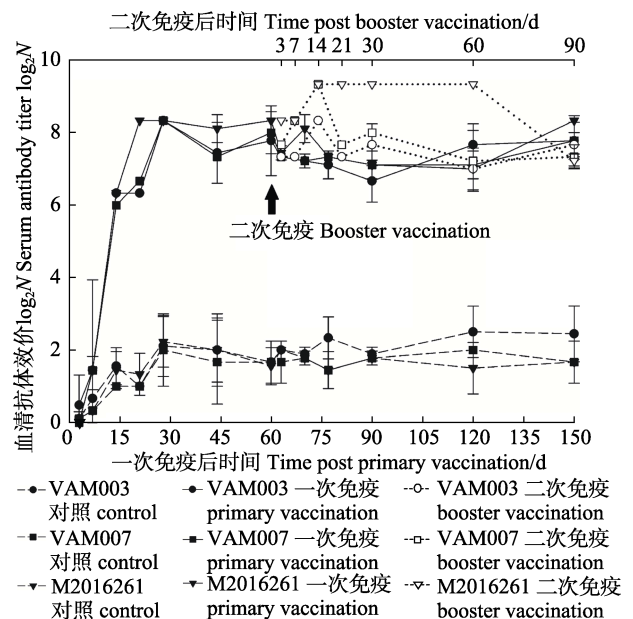 二次免疫后时间 Time post booster vaccination/d
3 7 14 21 30 60 90
10
8
6
4
2
0
血清抗体效价log₂N Serum antibody titer log₂N
二次免疫 Booster vaccination
0 15 30 45 60 75 90 105 120 135 150
一次免疫后时间 Time post primary vaccination/d
VAM003 VAM003 一次免疫 VAM003 二次免疫
对照 control primary vaccination booster vaccination
VAM007 VAM007 一次免疫 VAM007 二次免疫
对照 control primary vaccination booster vaccination
M2016261 M2016261 一次免疫 M2016261 二次免疫
对照 control primary vaccination booster vaccination